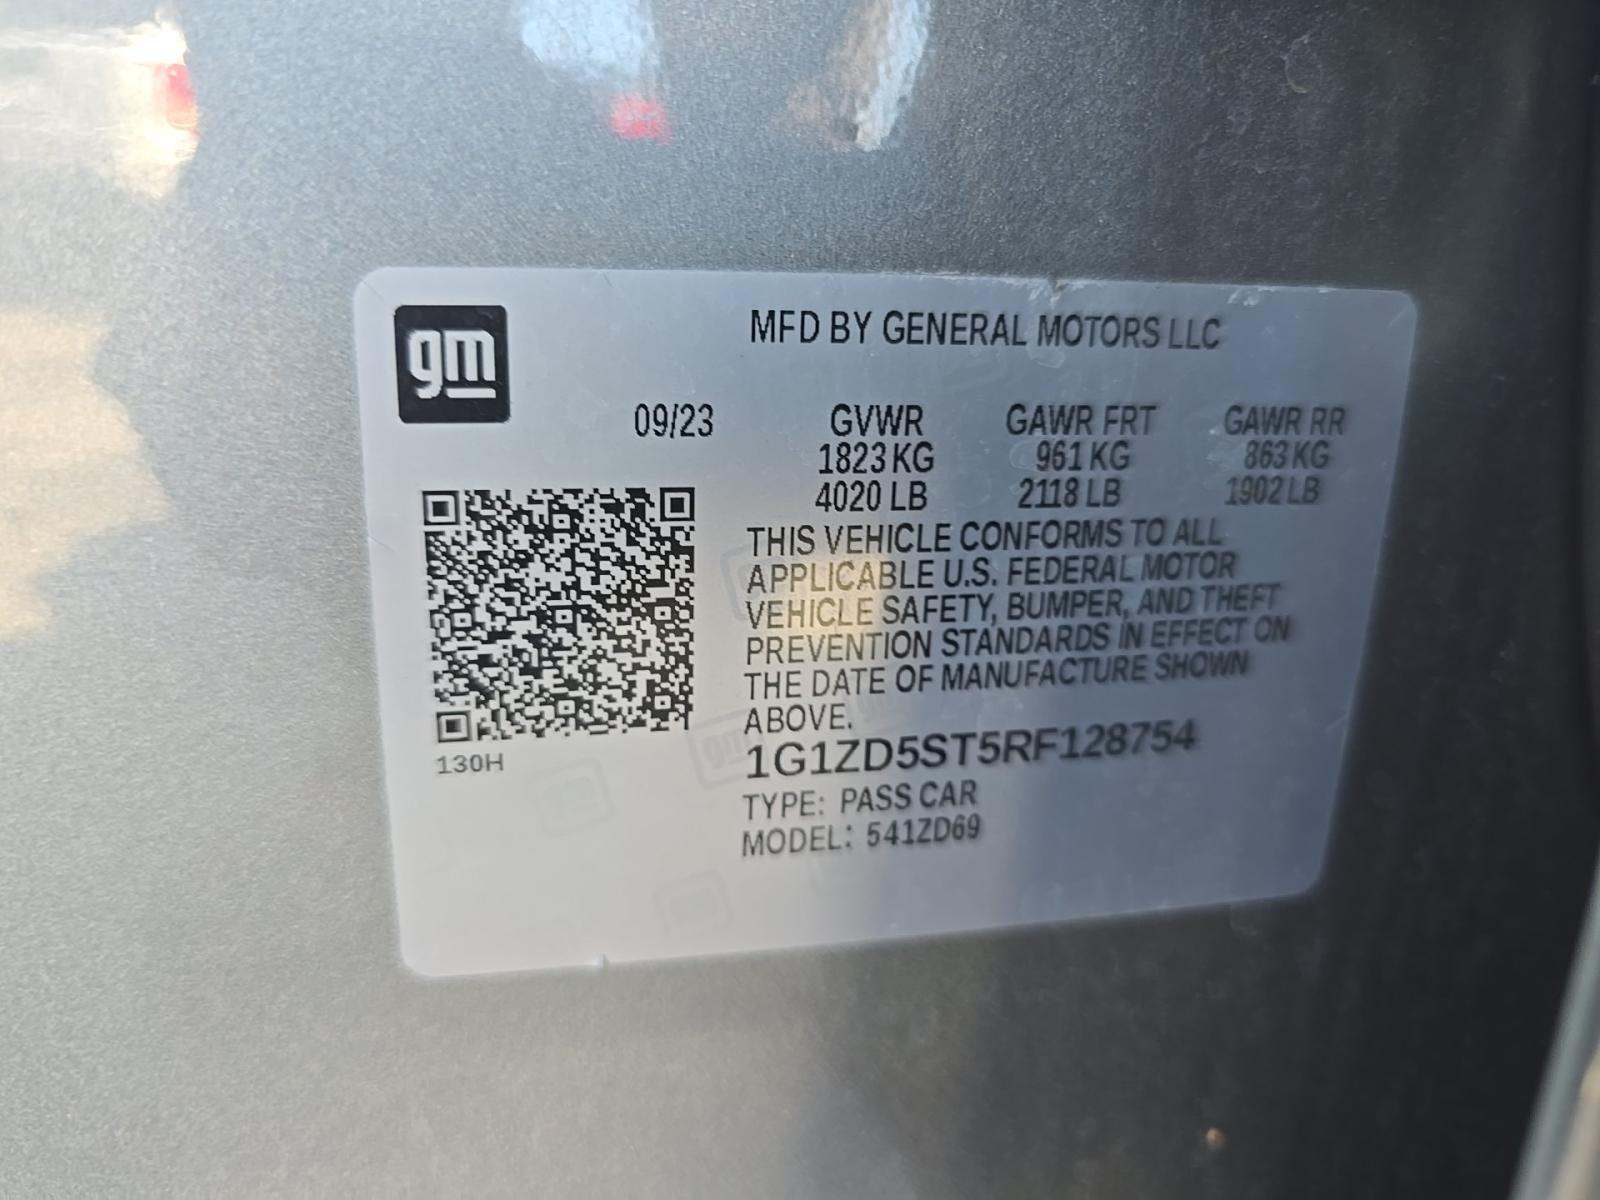 gm
MFD BY GENERAL MOTORS LLC
09/23 GVWR GAWR FRT GAWR RR
1823 KG 961 KG 863 KG
4020 LB 2118 LB 1902 LB
THIS VEHICLE CONFORMS TO ALL
APPLICABLE U.S. FEDERAL MOTOR
VEHICLE SAFETY, BUMPER, AND THEFT
PREVENTION STANDARDS IN EFFECT ON
THE DATE OF MANUFACTURE SHOWN
ABOVE.
130H
1G1ZD5ST5RF128754
TYPE: PASS CAR
MODEL: 541ZD69